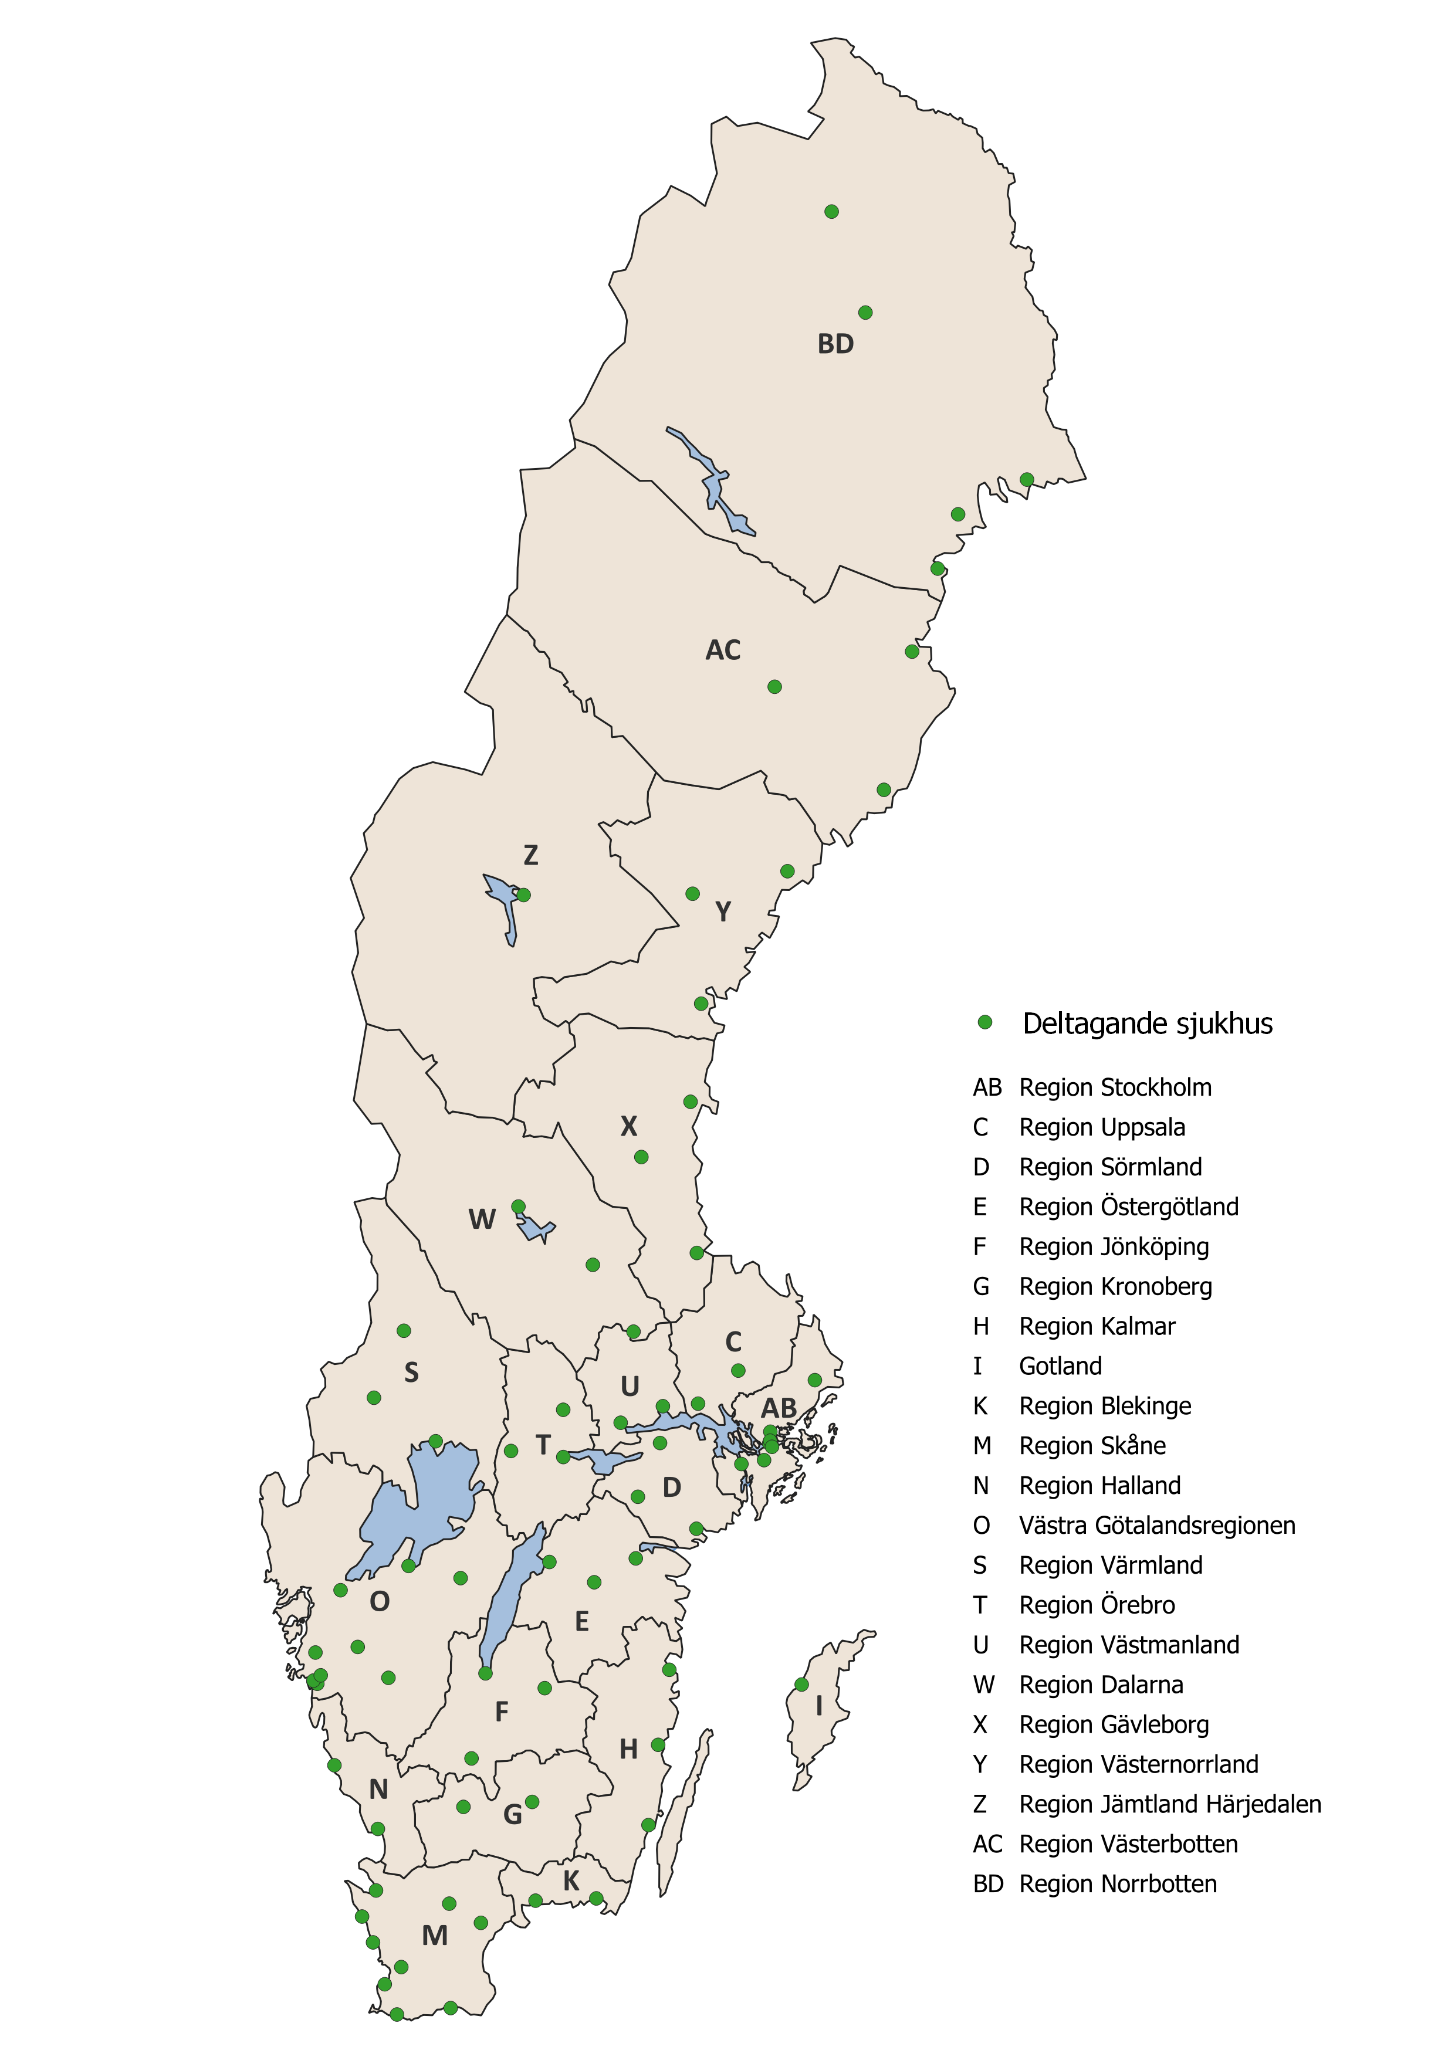 BD
AC
Z
Y
X
W
C
S
U
AB
T
D
O
E
F
I
H
N
G
K
M
Deltagande sjukhus
AB Region Stockholm
C Region Uppsala
D Region Sörmland
E Region Östergötland
F Region Jönköping
G Region Kronoberg
H Region Kalmar
I Gotland
K Region Blekinge
M Region Skåne
N Region Halland
O Västra Götalandsregionen
S Region Värmland
T Region Örebro
U Region Västmanland
W Region Dalarna
X Region Gävleborg
Y Region Västernorrland
Z Region Jämtland Härjedalen
AC Region Västerbotten
BD Region Norrbotten